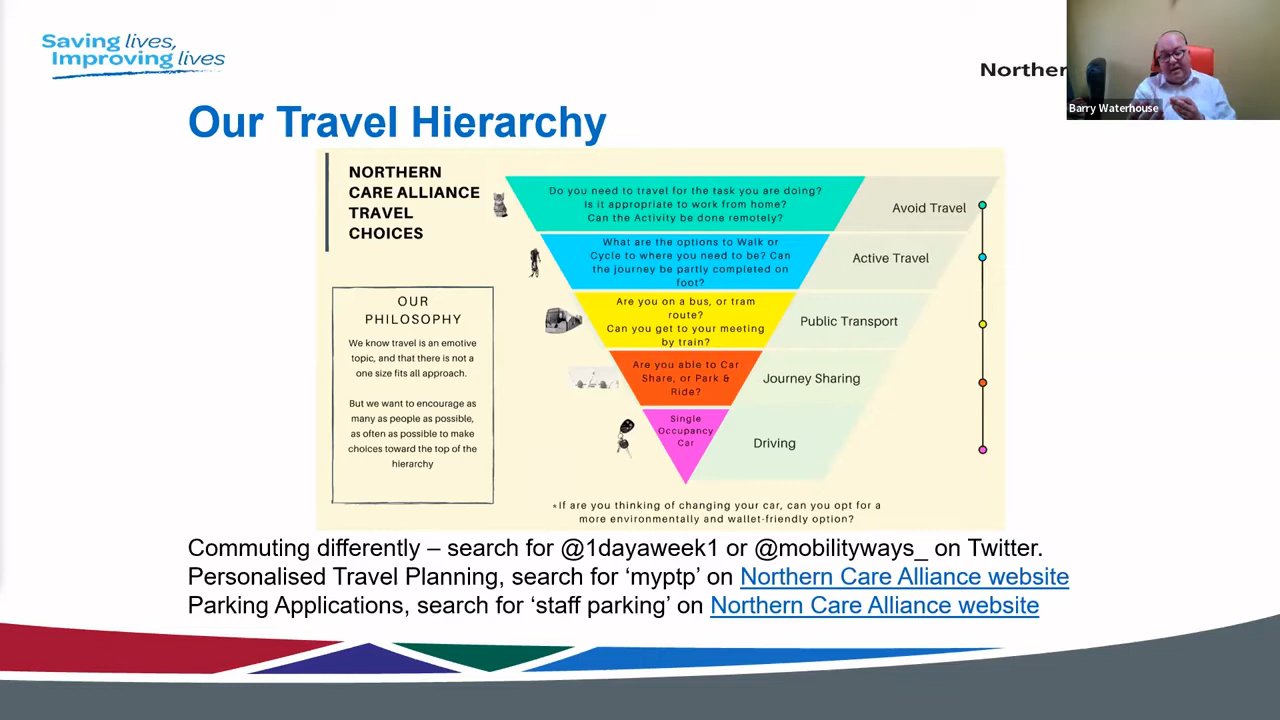 Saving lives,
Improving lives
Norther
Barry Waterhouse
Our Travel Hierarchy
NORTHERN
CARE ALLIANCE
TRAVEL
CHOICES
OUR
PHILOSOPHY
We know travel is an emotive
topic, and that there is not a
one size fits all approach.
But we want to encourage as
many as people as possible,
as often as possible to make
choices toward the top of the
hierarchy
Do you need to travel for the task you are doing?
Is it appropriate to work from home?
Can the Activity be done remotely?
Avoid Travel
What are the options to Walk or
Cycle to where you need to be? Can
the journey be partly completed on
foot?
Active Travel
Are you on a bus, or tram
route?
Can you get to your meeting
by train?
Public Transport
Are you able to Car
Share, or Park &
Ride?
Journey Sharing
Single
Occupancy
Car
Driving
*If are you thinking of changing your car, can you opt for a
more environmentally and wallet-friendly option?
Commuting differently – search for @1dayaweek1 or @mobilityways_ on Twitter.
Personalised Travel Planning, search for ‘myptp’ on Northern Care Alliance website
Parking Applications, search for ‘staff parking’ on Northern Care Alliance website